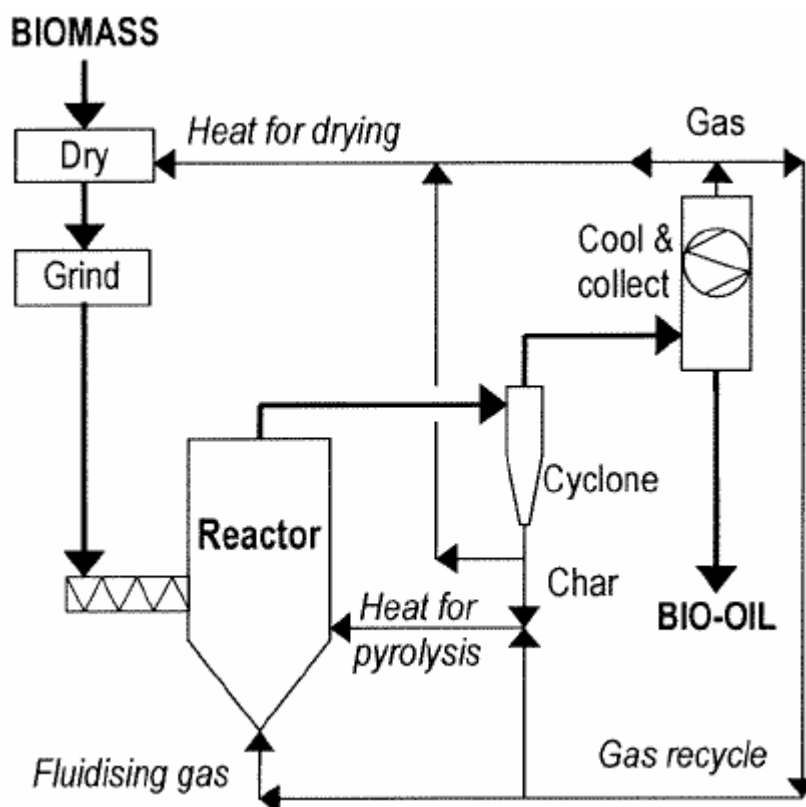 BIOMASS
Dry
Heat for drying
Gas
Grind
Cool &
collect
Cyclone
Reactor
Char
Heat for
pyrolysis
BIO-OIL
Fluidising gas
Gas recycle